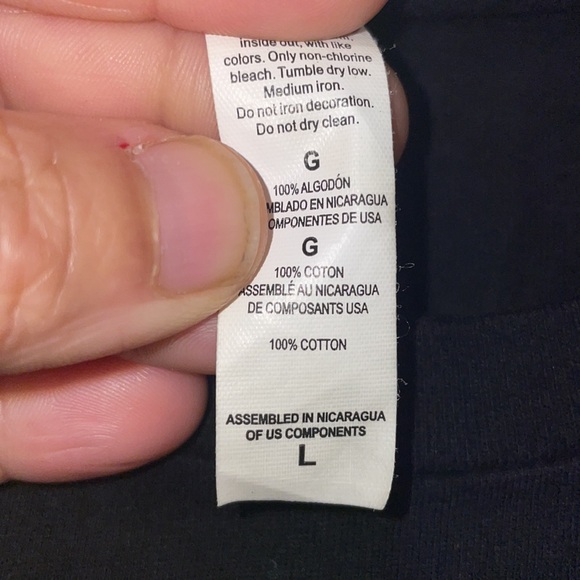 inside out, with like
colors. Only non-chlorine
bleach. Tumble dry low.
Medium iron.
Do not iron decoration.
Do not dry clean.
G
100% ALGODÓN
MBLADO EN NICARAGUA
OMPONENTES DE USA
G
100% COTON
ASSEMBLÉ AU NICARAGUA
DE COMPOSANTS USA
100% COTTON
ASSEMBLED IN NICARAGUA
OF US COMPONENTS
L